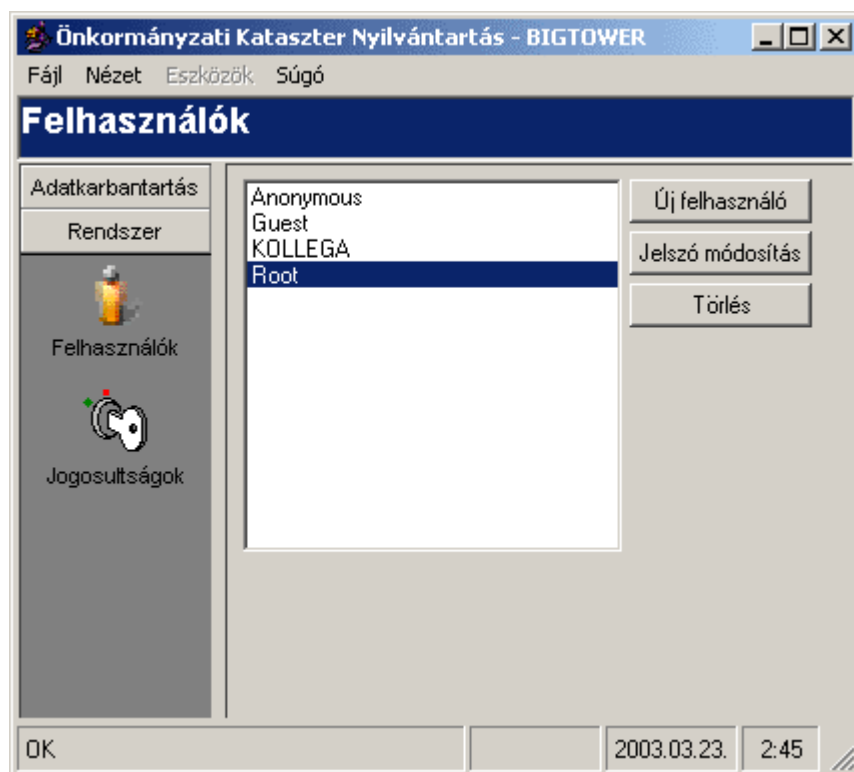 Önkormányzati Kataszter Nyilvántartás - BIGTOWER
Fájl Nézet Eszközök Súgó
Felhasználók
Adatkarbantartás
Rendszer
Felhasználók
Jogosultságok
Anonymous
Guest
KOLLEGA
Root
Új felhasználó
Jelszó módosítás
Törlés
OK
2003.03.23.
2:45